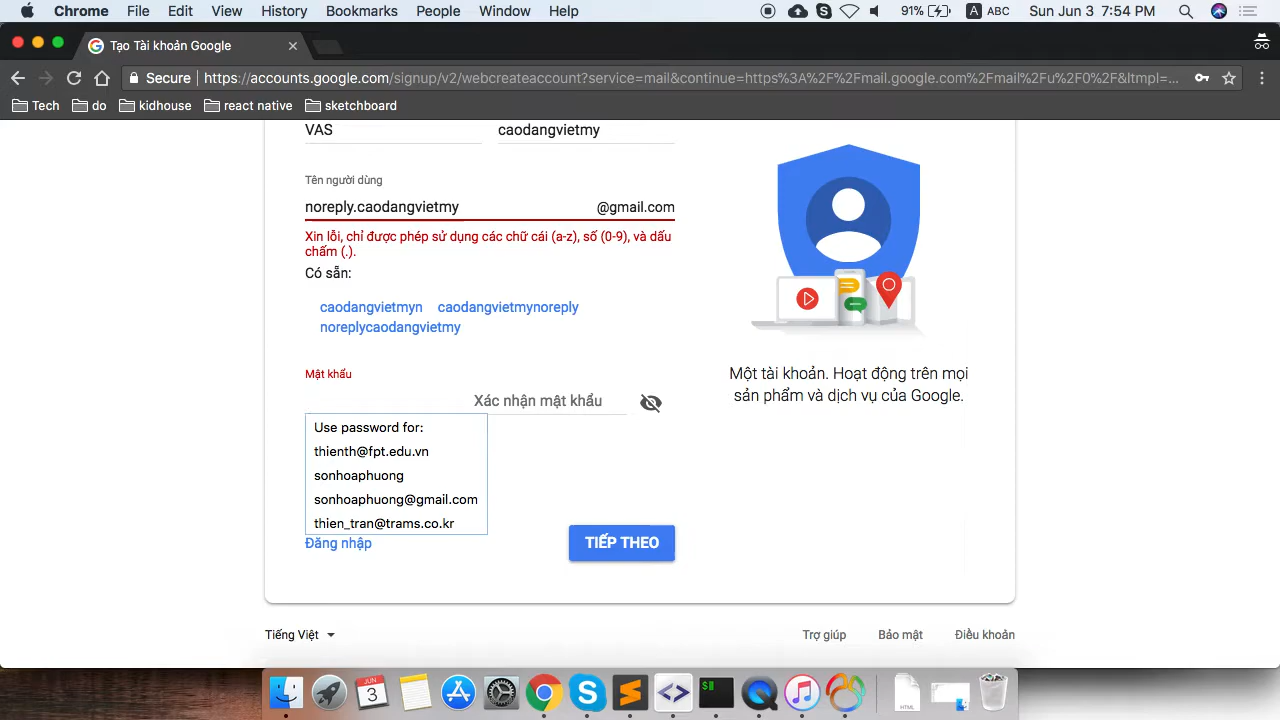 Chrome File Edit View History Bookmarks People Window Help 91% A ABC Sun Jun 3 7:54 PM
Tạo Tài khoản Google
Secure https://accounts.google.com/signup/v2/webcreateaccount?service=mail&continue=https%3A%2F%2Fmail.google.com%2Fmail%2Fu%2F0%2F&ltmpl=...
Tech do kidhouse react native sketchboard
VAS caodangvietmy
Tên người dùng
noreply.caodangvietmy @gmail.com
Xin lỗi, chỉ được phép sử dụng các chữ cái (a-z), số (0-9), và dấu
chấm (.).
Có sẵn:
caodangvietmyn caodangvietmynoreply
noreplycaodangvietmy
Mật khẩu
Xác nhận mật khẩu
Use password for:
thienth@fpt.edu.vn
sonhoaphuong
sonhoaphuong@gmail.com
thien_tran@trams.co.kr
Đăng nhập
TIẾP THEO
Một tài khoản. Hoạt động trên mọi
sản phẩm và dịch vụ của Google.
Tiếng Việt
Trợ giúp Bảo mật Điều khoản
JUN
3
HTML